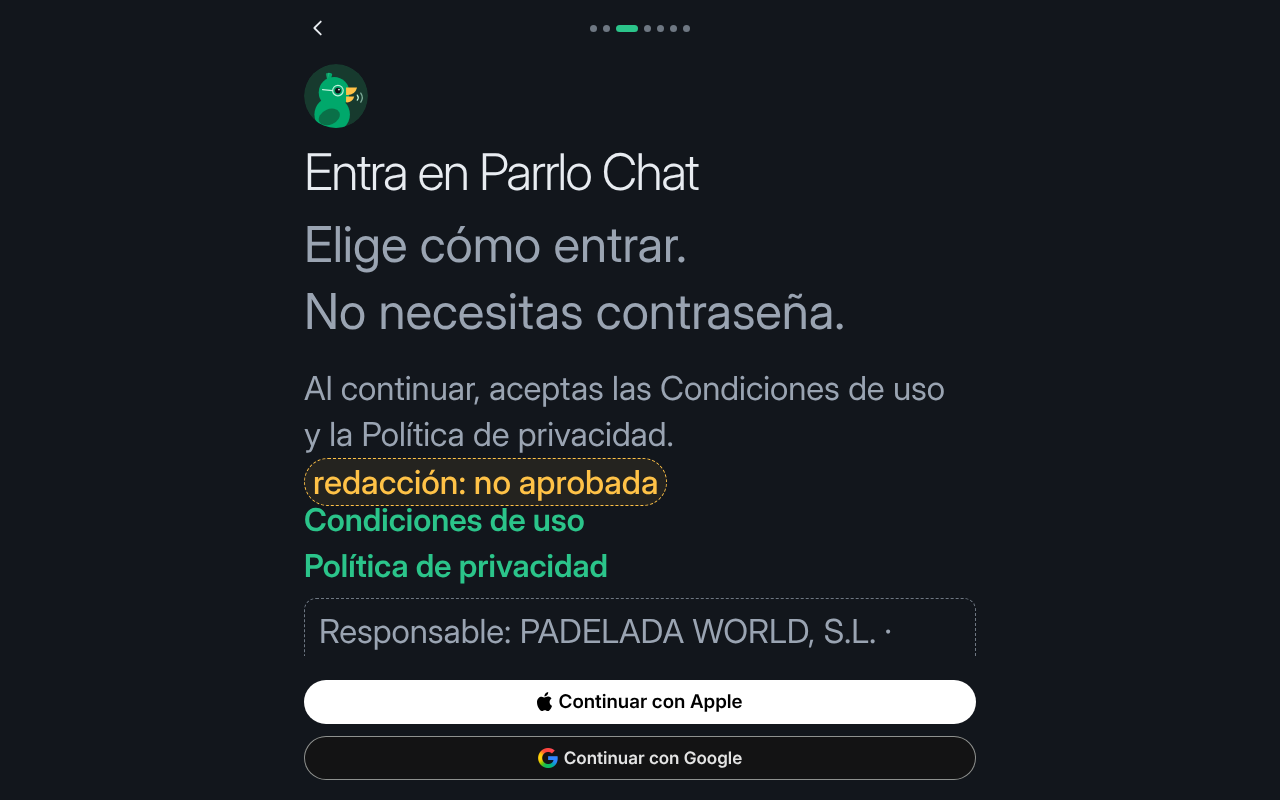 Entra en Parrlo Chat
Elige cómo entrar.
No necesitas contraseña.
Al continuar, aceptas las Condiciones de uso
y la Política de privacidad.
redacción: no aprobada
Condiciones de uso
Política de privacidad
Responsable: PADELADA WORLD, S.L. ·
Continuar con Apple
Continuar con Google